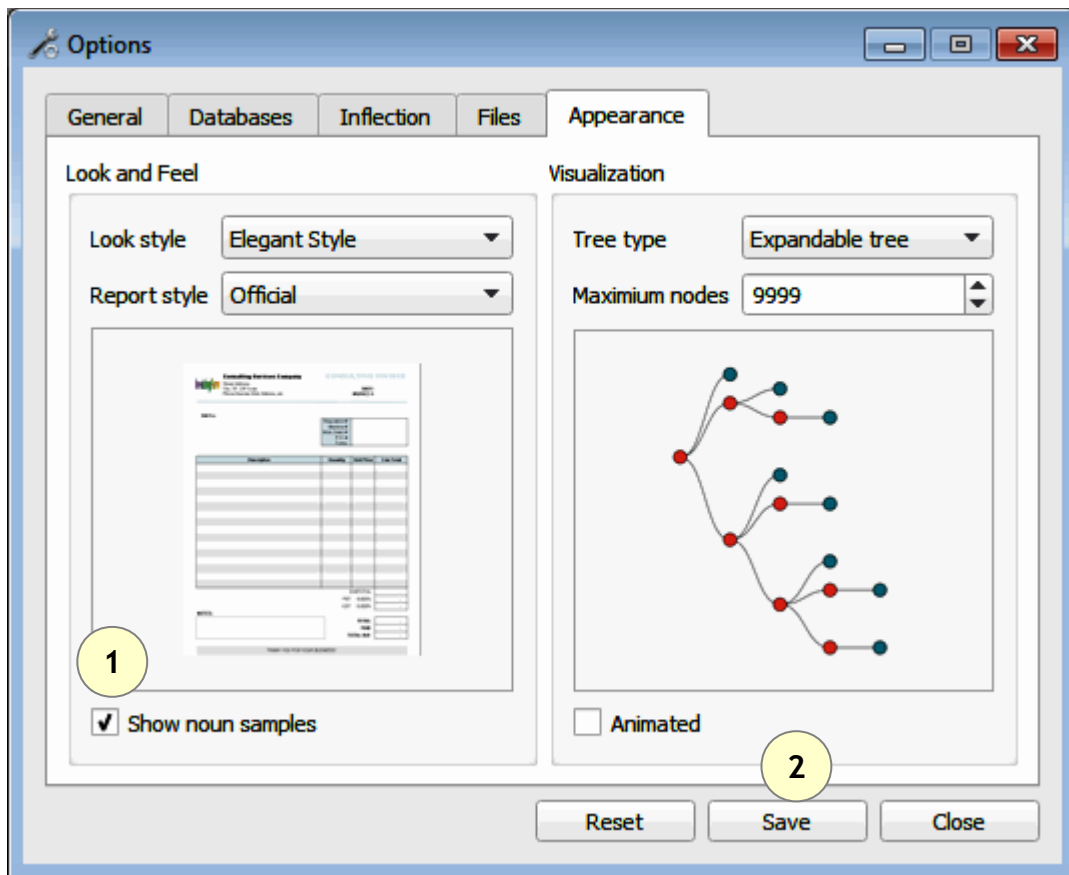 Options
General Databases Inflection Files Appearance
Look and Feel
Look style Elegant Style
Report style Official
Consulting Services Company
1
Show noun samples
Visualization
Tree type Expandable tree
Maximium nodes 9999
Animated
2
Reset Save Close